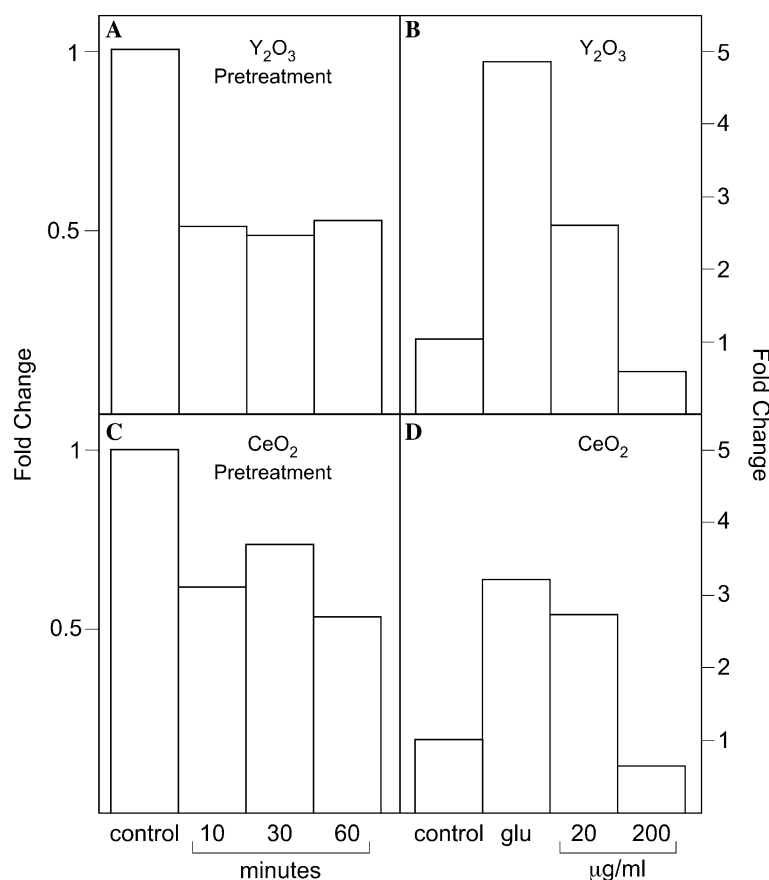 A
Y₂O₃
Pretreatment
B
Y₂O₃
1
0.5
5
4
3
2
1
Fold Change
Fold Change
C
CeO₂
Pretreatment
D
CeO₂
1
0.5
5
4
3
2
1
control 10 30 60
minutes
control glu 20 200
μg/ml